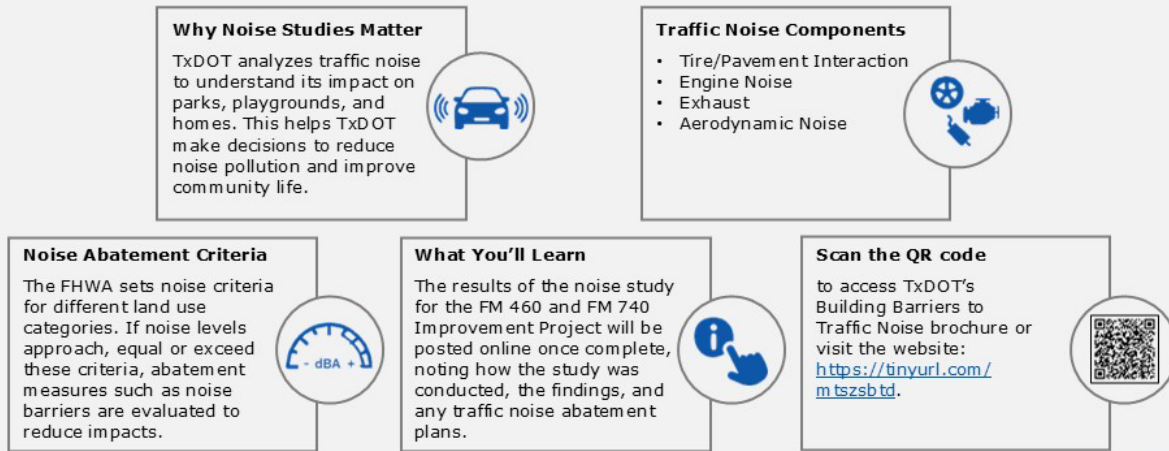 Why Noise Studies Matter
TxDOT analyzes traffic noise
to understand its impact on
parks, playgrounds, and
homes. This helps TxDOT
make decisions to reduce
noise pollution and improve
community life.
Traffic Noise Components
• Tire/Pavement Interaction
• Engine Noise
• Exhaust
• Aerodynamic Noise
Noise Abatement Criteria
The FHWA sets noise criteria
for different land use
categories. If noise levels
approach, equal or exceed
these criteria, abatement
measures such as noise
barriers are evaluated to
reduce impacts.
- dBA +
What You'll Learn
The results of the noise study
for the FM 460 and FM 740
Improvement Project will be
posted online once complete,
noting how the study was
conducted, the findings, and
any traffic noise abatement
plans.
Scan the QR code
to access TxDOT's
Building Barriers to
Traffic Noise brochure or
visit the website:
https://tinyurl.com/
mtszsbtd.